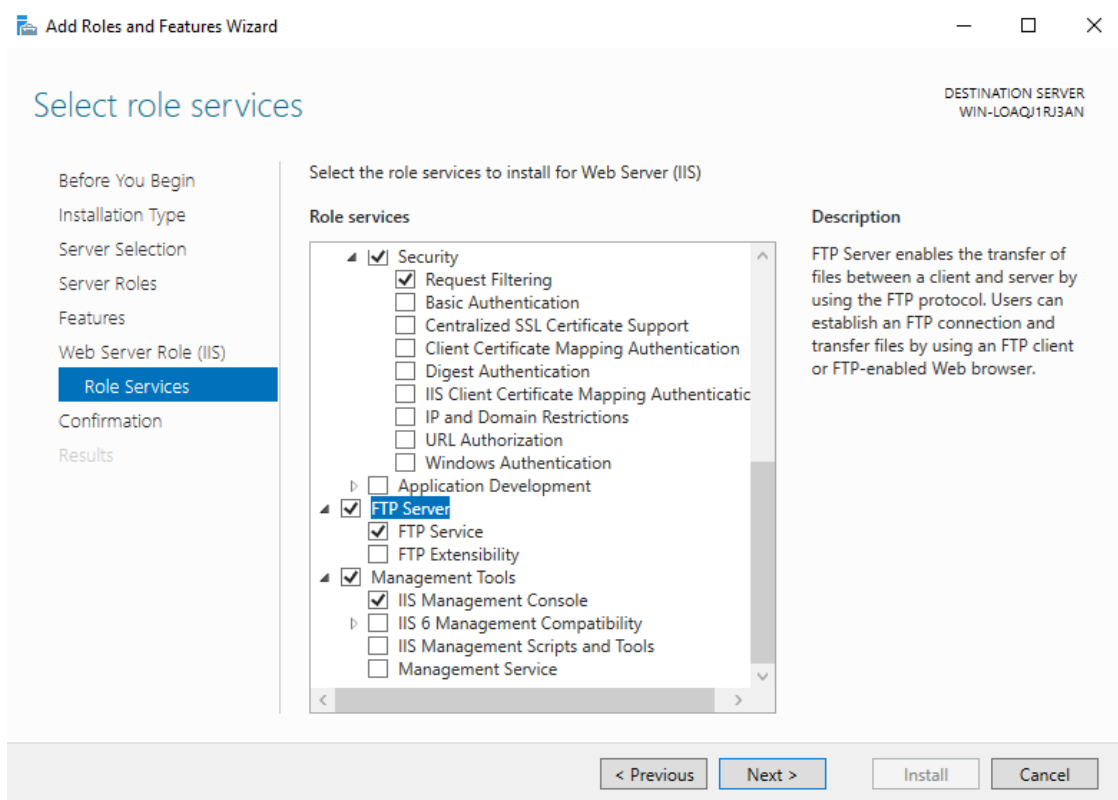 Add Roles and Features Wizard
Select role services
DESTINATION SERVER
WIN-LOAQJ1RJ3AN
Before You Begin
Installation Type
Server Selection
Server Roles
Features
Web Server Role (IIS)
Role Services
Confirmation
Results
Select the role services to install for Web Server (IIS)
Role services
Security
Request Filtering
Basic Authentication
Centralized SSL Certificate Support
Client Certificate Mapping Authentication
Digest Authentication
IIS Client Certificate Mapping Authenticatic
IP and Domain Restrictions
URL Authorization
Windows Authentication
Application Development
FTP Server
FTP Service
FTP Extensibility
Management Tools
IIS Management Console
IIS 6 Management Compatibility
IIS Management Scripts and Tools
Management Service
Description
FTP Server enables the transfer of
files between a client and server by
using the FTP protocol. Users can
establish an FTP connection and
transfer files by using an FTP client
or FTP-enabled Web browser.
< Previous
Next >
Install
Cancel